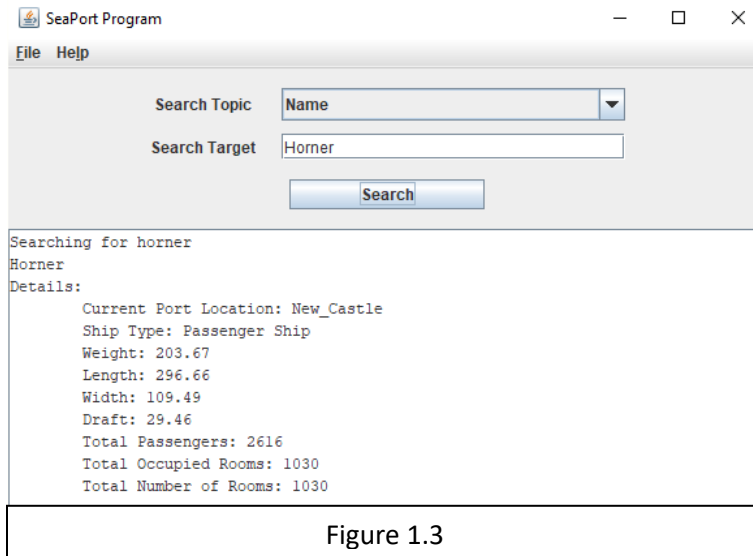 SeaPort Program
File Help
Search Topic Name
Search Target Horner
Search
Searching for horner
Horner
Details:
Current Port Location: New_Castle
Ship Type: Passenger Ship
Weight: 203.67
Length: 296.66
Width: 109.49
Draft: 29.46
Total Passengers: 2616
Total Occupied Rooms: 1030
Total Number of Rooms: 1030
Figure 1.3